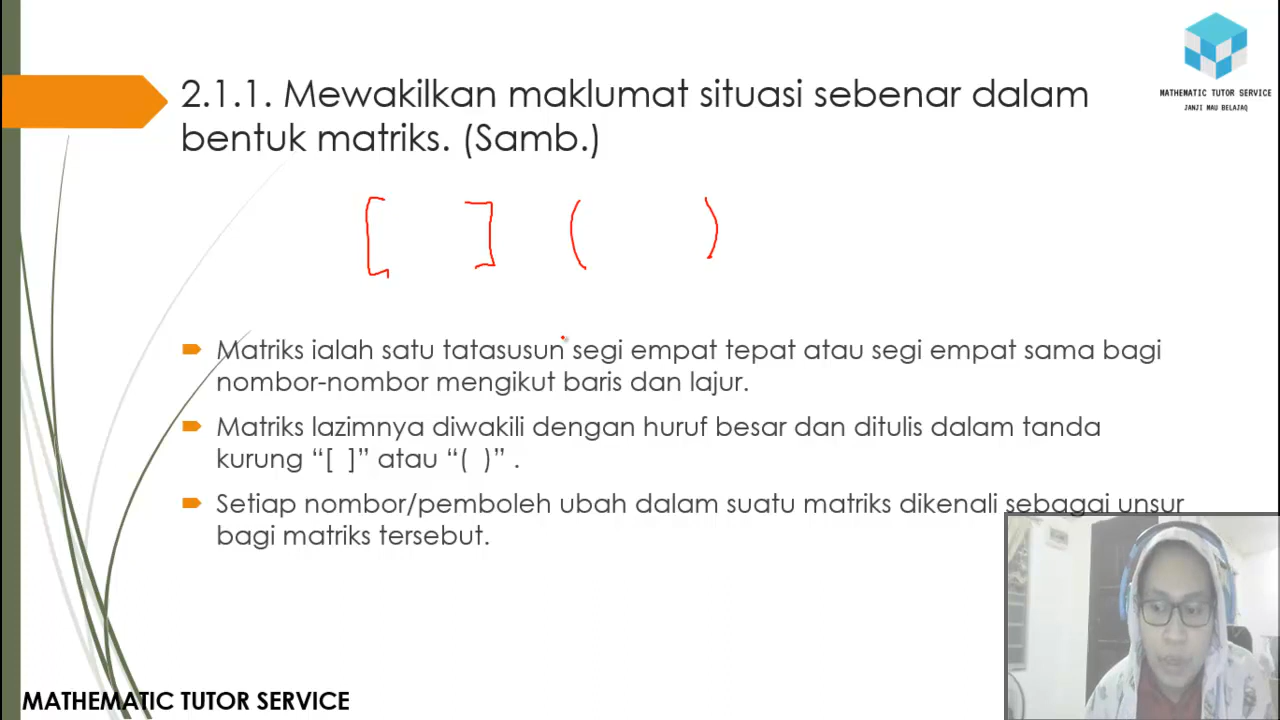 2.1.1. Mewakilkan maklumat situasi sebenar dalam
bentuk matriks. (Samb.)
MATHEMATIC TUTOR SERVICE
JANJI MAU BELAJAQ
[ ] ( )
Matriks ialah satu tatasusun segi empat tepat atau segi empat sama bagi
nombor-nombor mengikut baris dan lajur.
Matriks lazimnya diwakili dengan huruf besar dan ditulis dalam tanda
kurung “[ ]” atau “( )” .
Setiap nombor/pemboleh ubah dalam suatu matriks dikenali sebagai unsur
bagi matriks tersebut.
MATHEMATIC TUTOR SERVICE